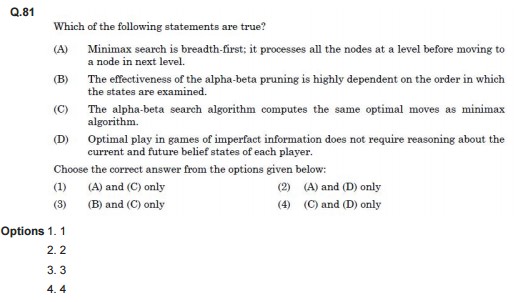 Q.81
Which of the following statements are true?
(A) Minimax search is breadth-first; it processes all the nodes at a level before moving to
a node in next level.
(B) The effectiveness of the alpha-beta pruning is highly dependent on the order in which
the states are examined.
(C) The alpha-beta search algorithm computes the same optimal moves as minimax
algorithm.
(D) Optimal play in games of imperfect information does not require reasoning about the
current and future belief states of each player.
Choose the correct answer from the options given below:
(1) (A) and (C) only (2) (A) and (D) only
(3) (B) and (C) only (4) (C) and (D) only
Options 1. 1
2. 2
3. 3
4. 4